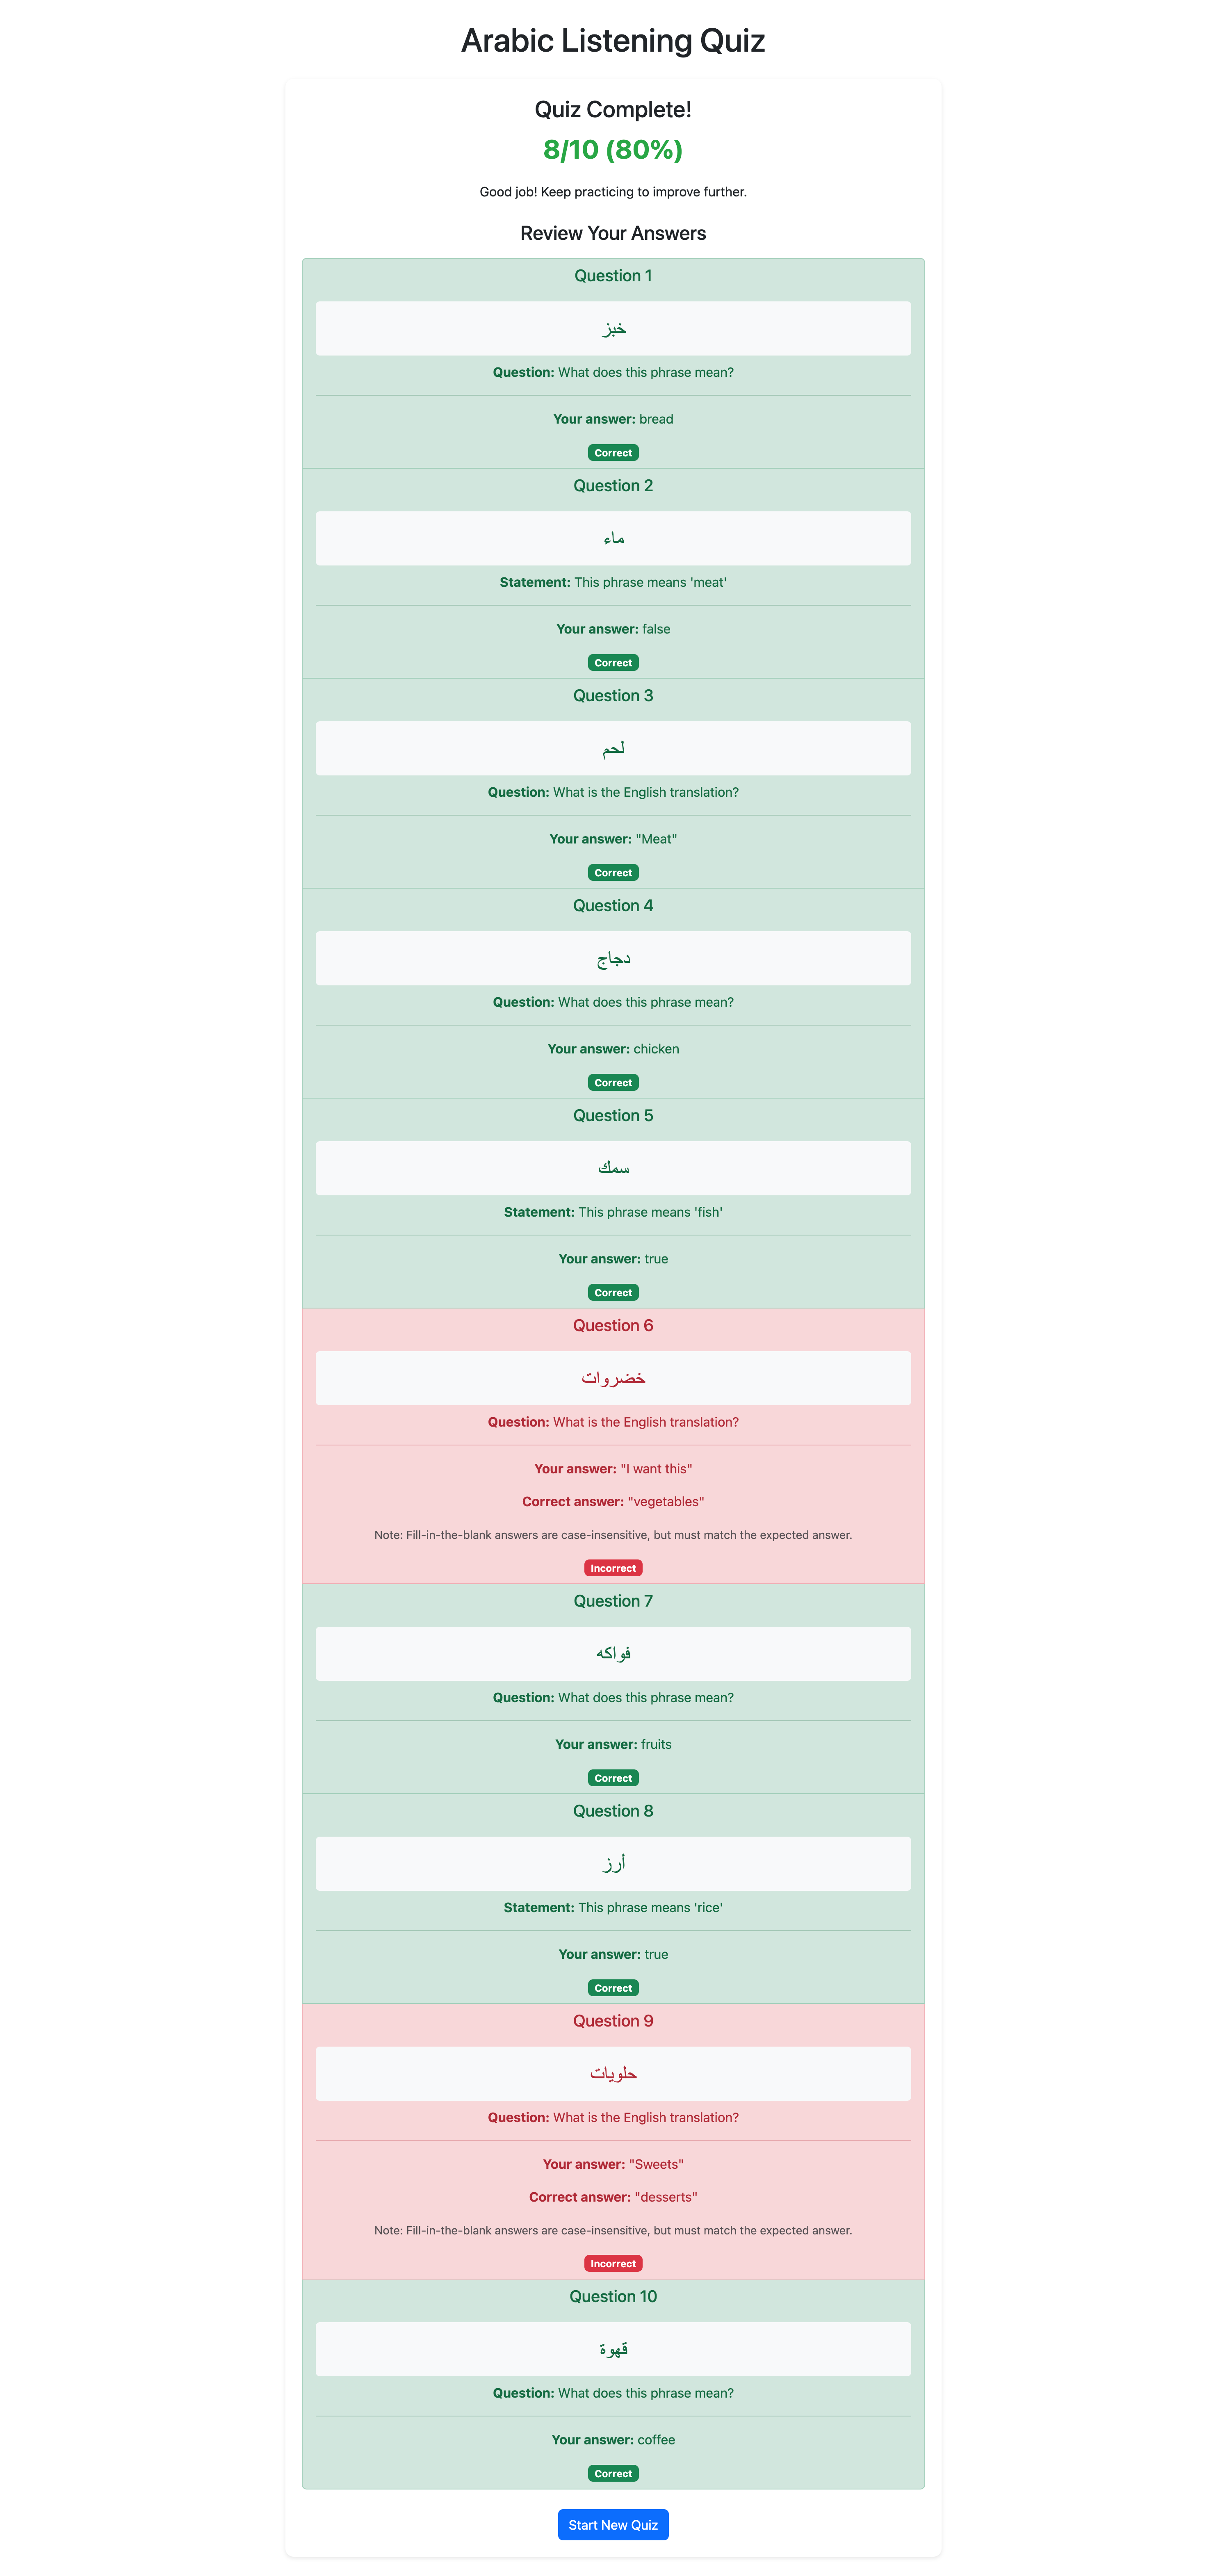 Arabic Listening Quiz
Quiz Complete!
8/10 (80%)
Good job! Keep practicing to improve further.
Review Your Answers
Question 1
خبز
Question: What does this phrase mean?
Your answer: bread
Correct
Question 2
ماء
Statement: This phrase means 'meat'
Your answer: false
Correct
Question 3
لحم
Question: What is the English translation?
Your answer: "Meat"
Correct
Question 4
دجاج
Question: What does this phrase mean?
Your answer: chicken
Correct
Question 5
سمك
Statement: This phrase means 'fish'
Your answer: true
Correct
Question 6
خضروات
Question: What is the English translation?
Your answer: "I want this"
Correct answer: "vegetables"
Note: Fill-in-the-blank answers are case-insensitive, but must match the expected answer.
Incorrect
Question 7
فواكه
Question: What does this phrase mean?
Your answer: fruits
Correct
Question 8
أرز
Statement: This phrase means 'rice'
Your answer: true
Correct
Question 9
حلويات
Question: What is the English translation?
Your answer: "Sweets"
Correct answer: "desserts"
Note: Fill-in-the-blank answers are case-insensitive, but must match the expected answer.
Incorrect
Question 10
قهوة
Question: What does this phrase mean?
Your answer: coffee
Correct
Start New Quiz